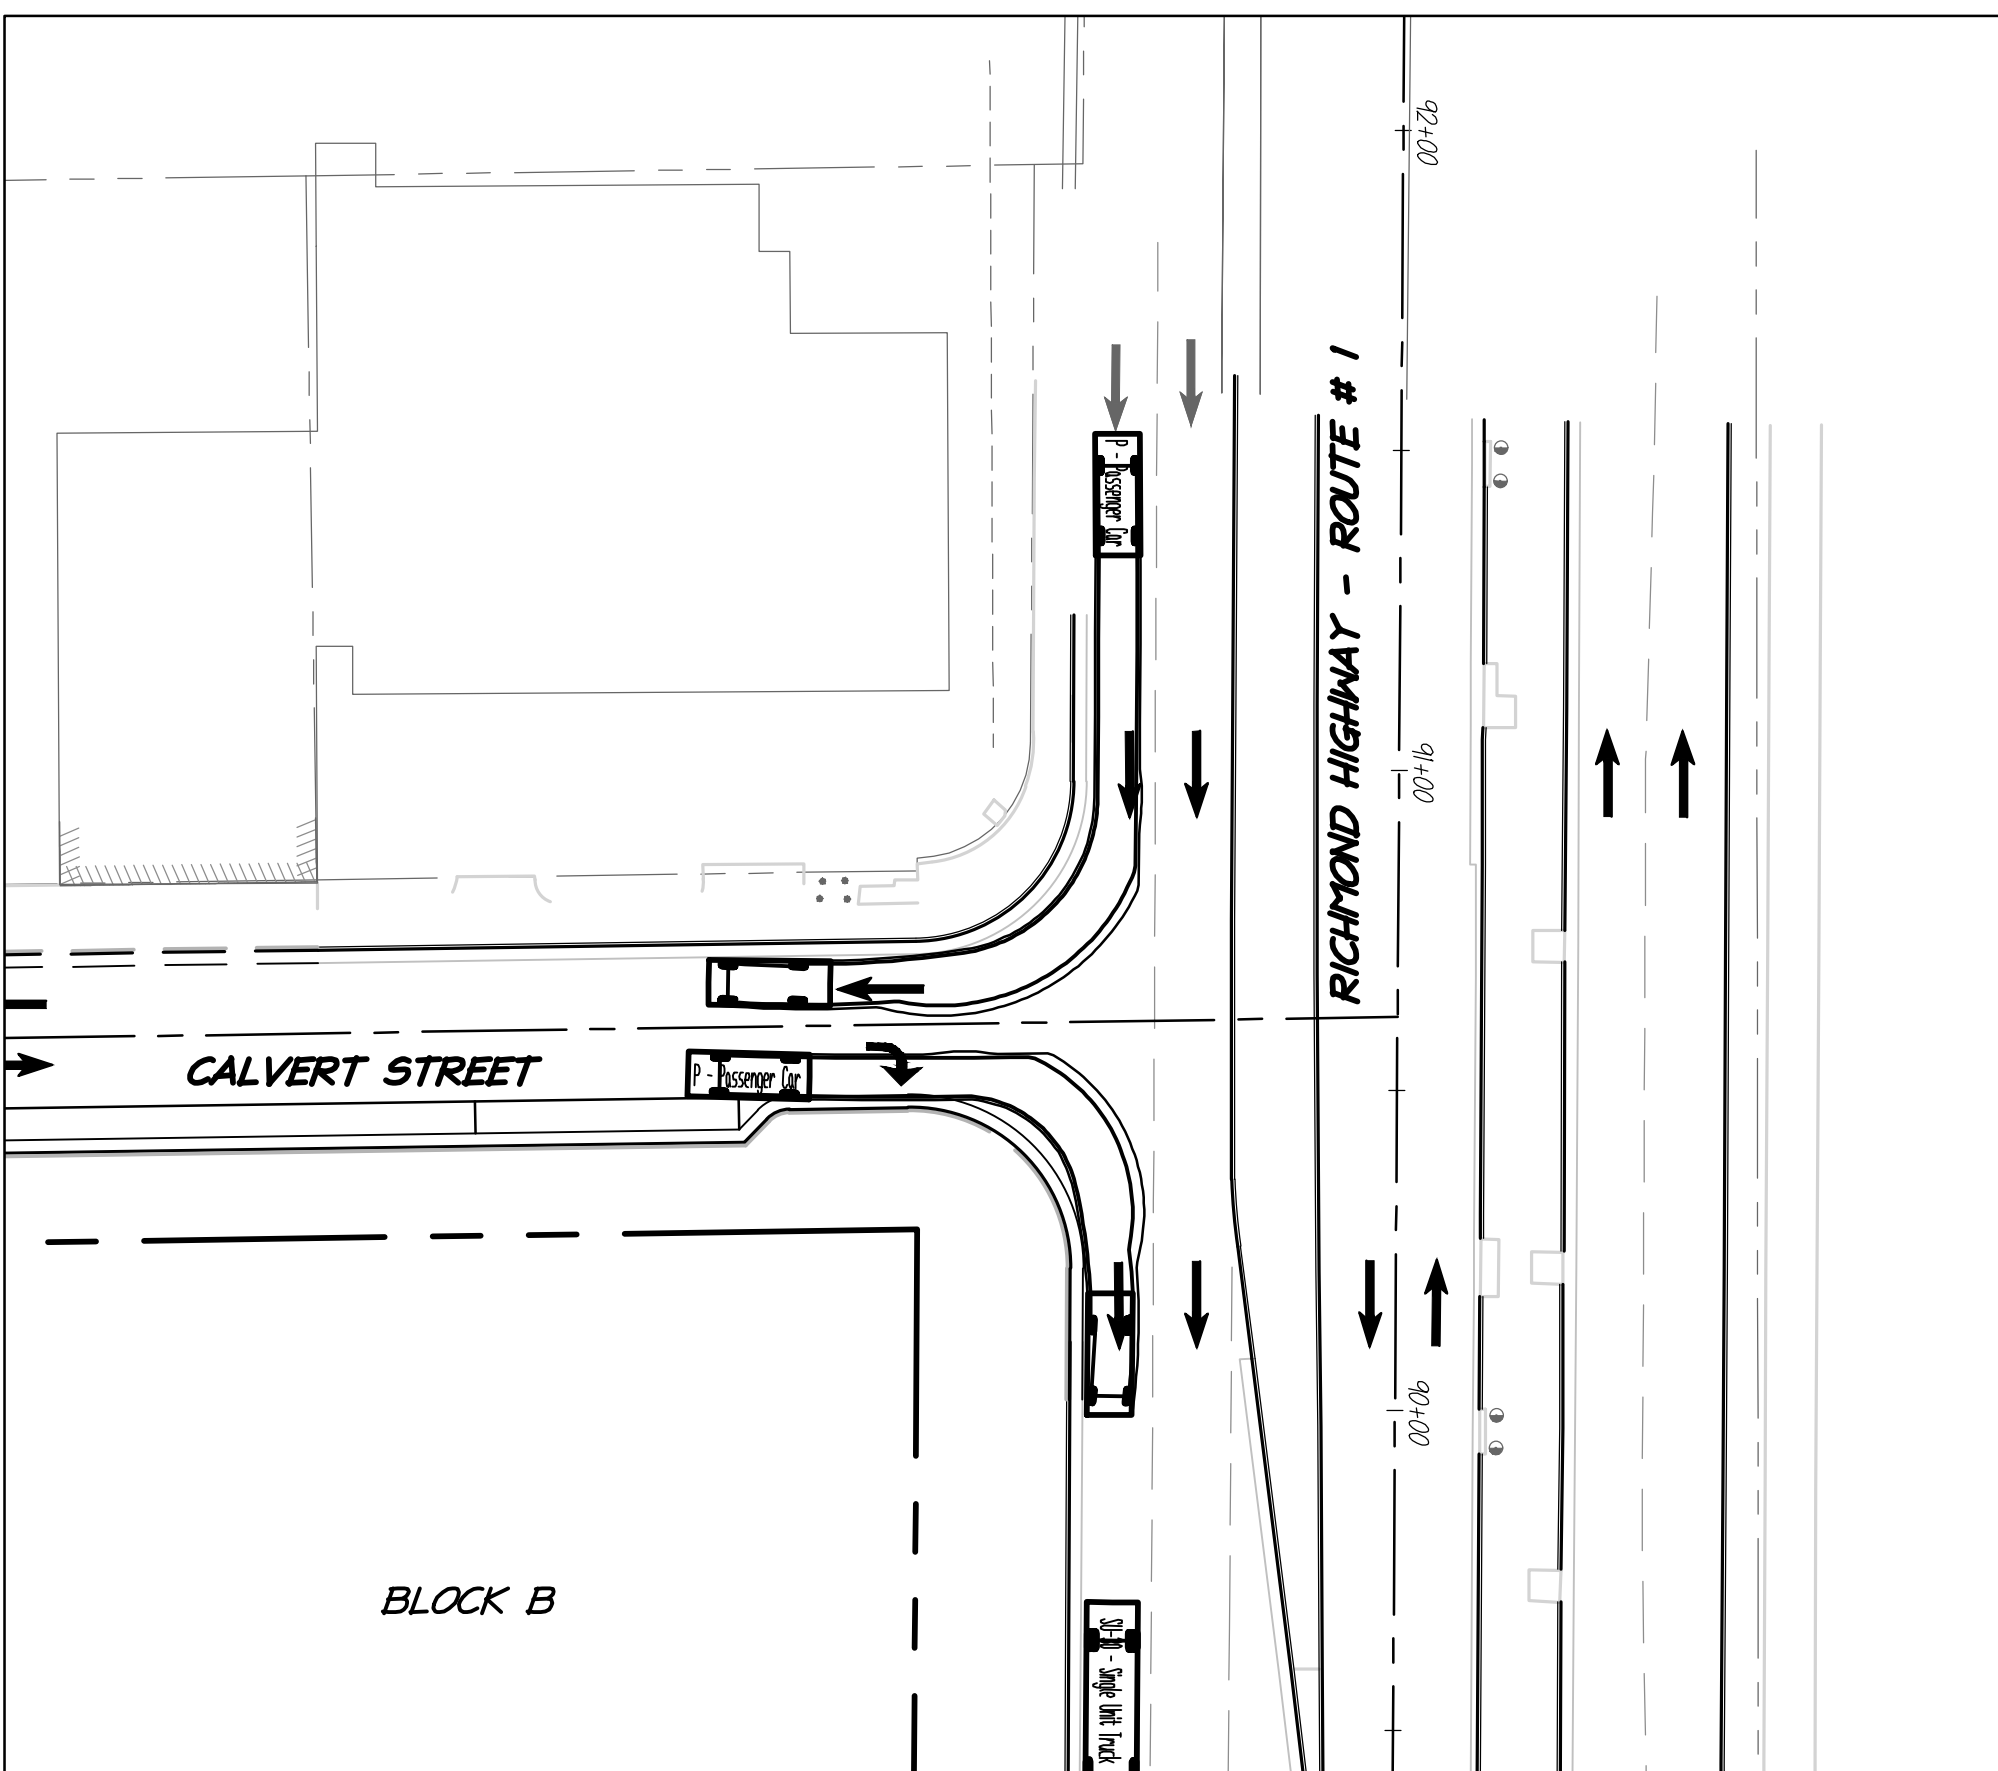 92+00
RICHMOND HIGHWAY - ROUTE # 1
P - Passenger Car
91+00
CALVERT STREET
P - Passenger Car
90+00
BLOCK B
SU-30 - Single Unit Truck